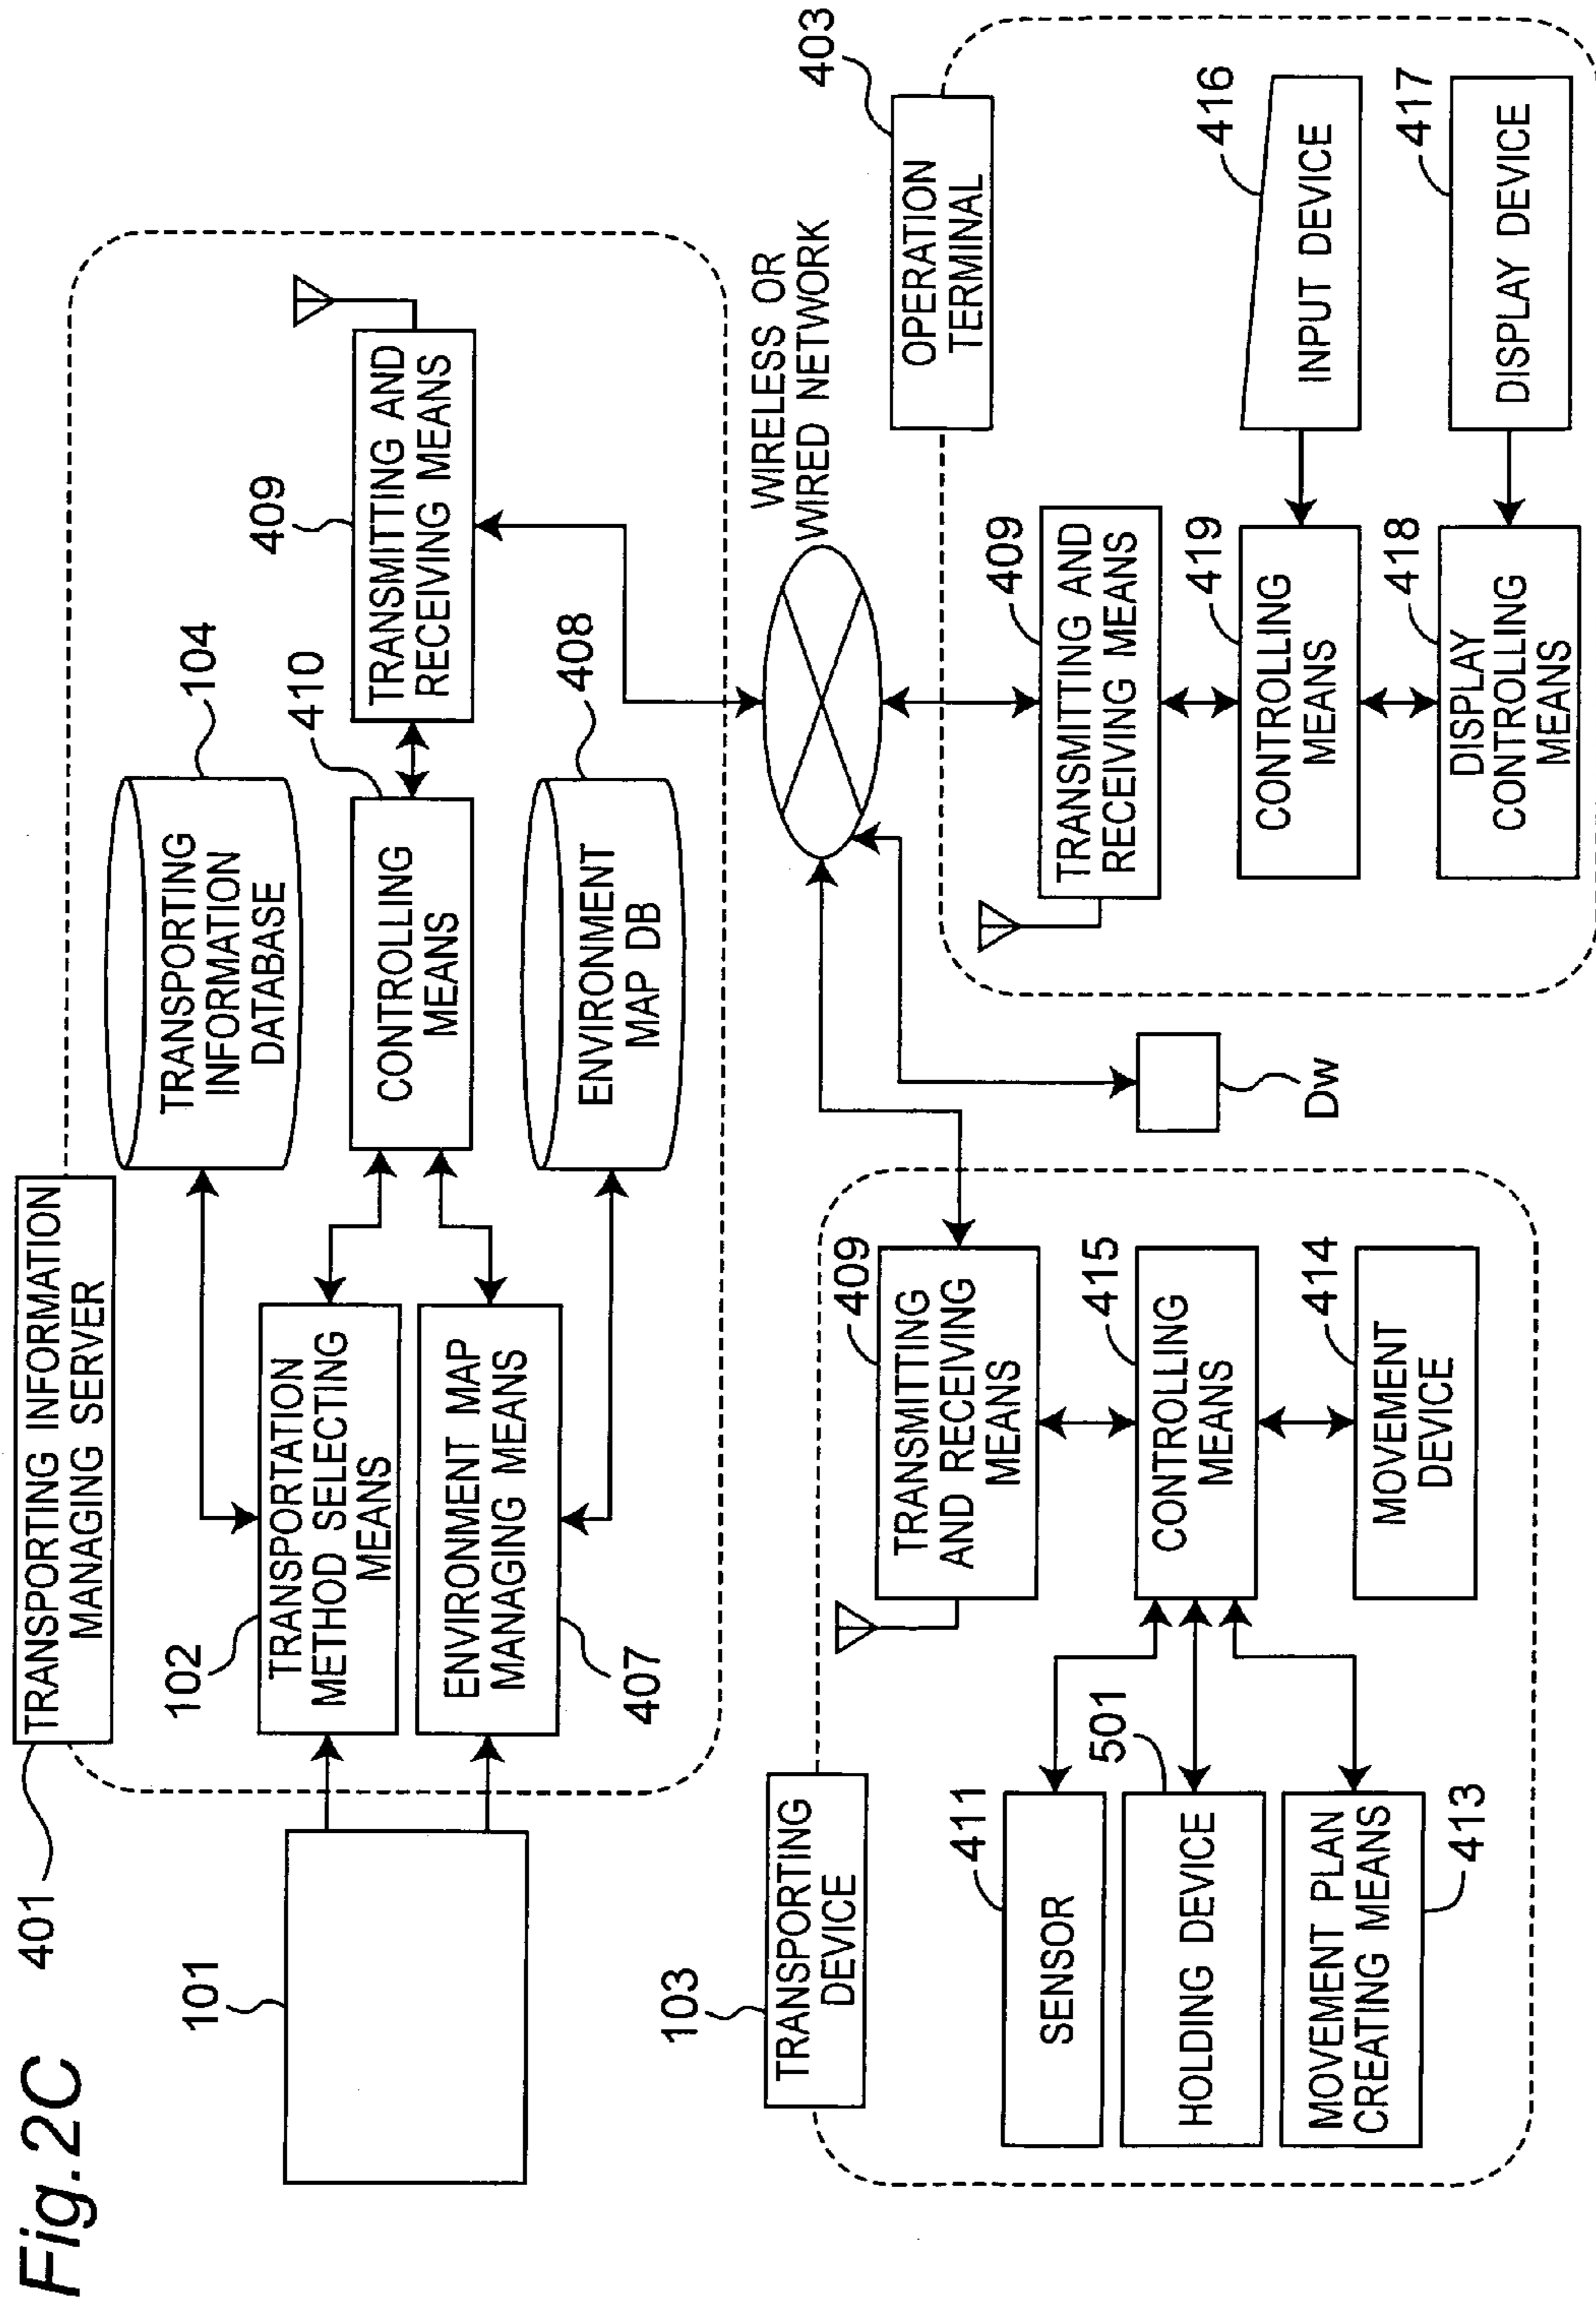 Fig.2C
401
TRANSPORTING INFORMATION
MANAGING SERVER
101
102
TRANSPORTATION
METHOD SELECTING
MEANS
ENVIRONMENT MAP
MANAGING MEANS
407
TRANSPORTING
INFORMATION
DATABASE
104
410
CONTROLLING
MEANS
ENVIRONMENT
MAP DB
408
409
TRANSMITTING AND
RECEIVING MEANS
WIRELESS OR
WIRED NETWORK
103
TRANSPORTING
DEVICE
411
SENSOR
501
HOLDING DEVICE
MOVEMENT PLAN
CREATING MEANS
413
409
TRANSMITTING
AND RECEIVING
MEANS
415
CONTROLLING
MEANS
414
MOVEMENT
DEVICE
Dw
403
OPERATION
TERMINAL
409
TRANSMITTING AND
RECEIVING MEANS
419
CONTROLLING
MEANS
418
DISPLAY
CONTROLLING
MEANS
416
INPUT DEVICE
417
DISPLAY DEVICE